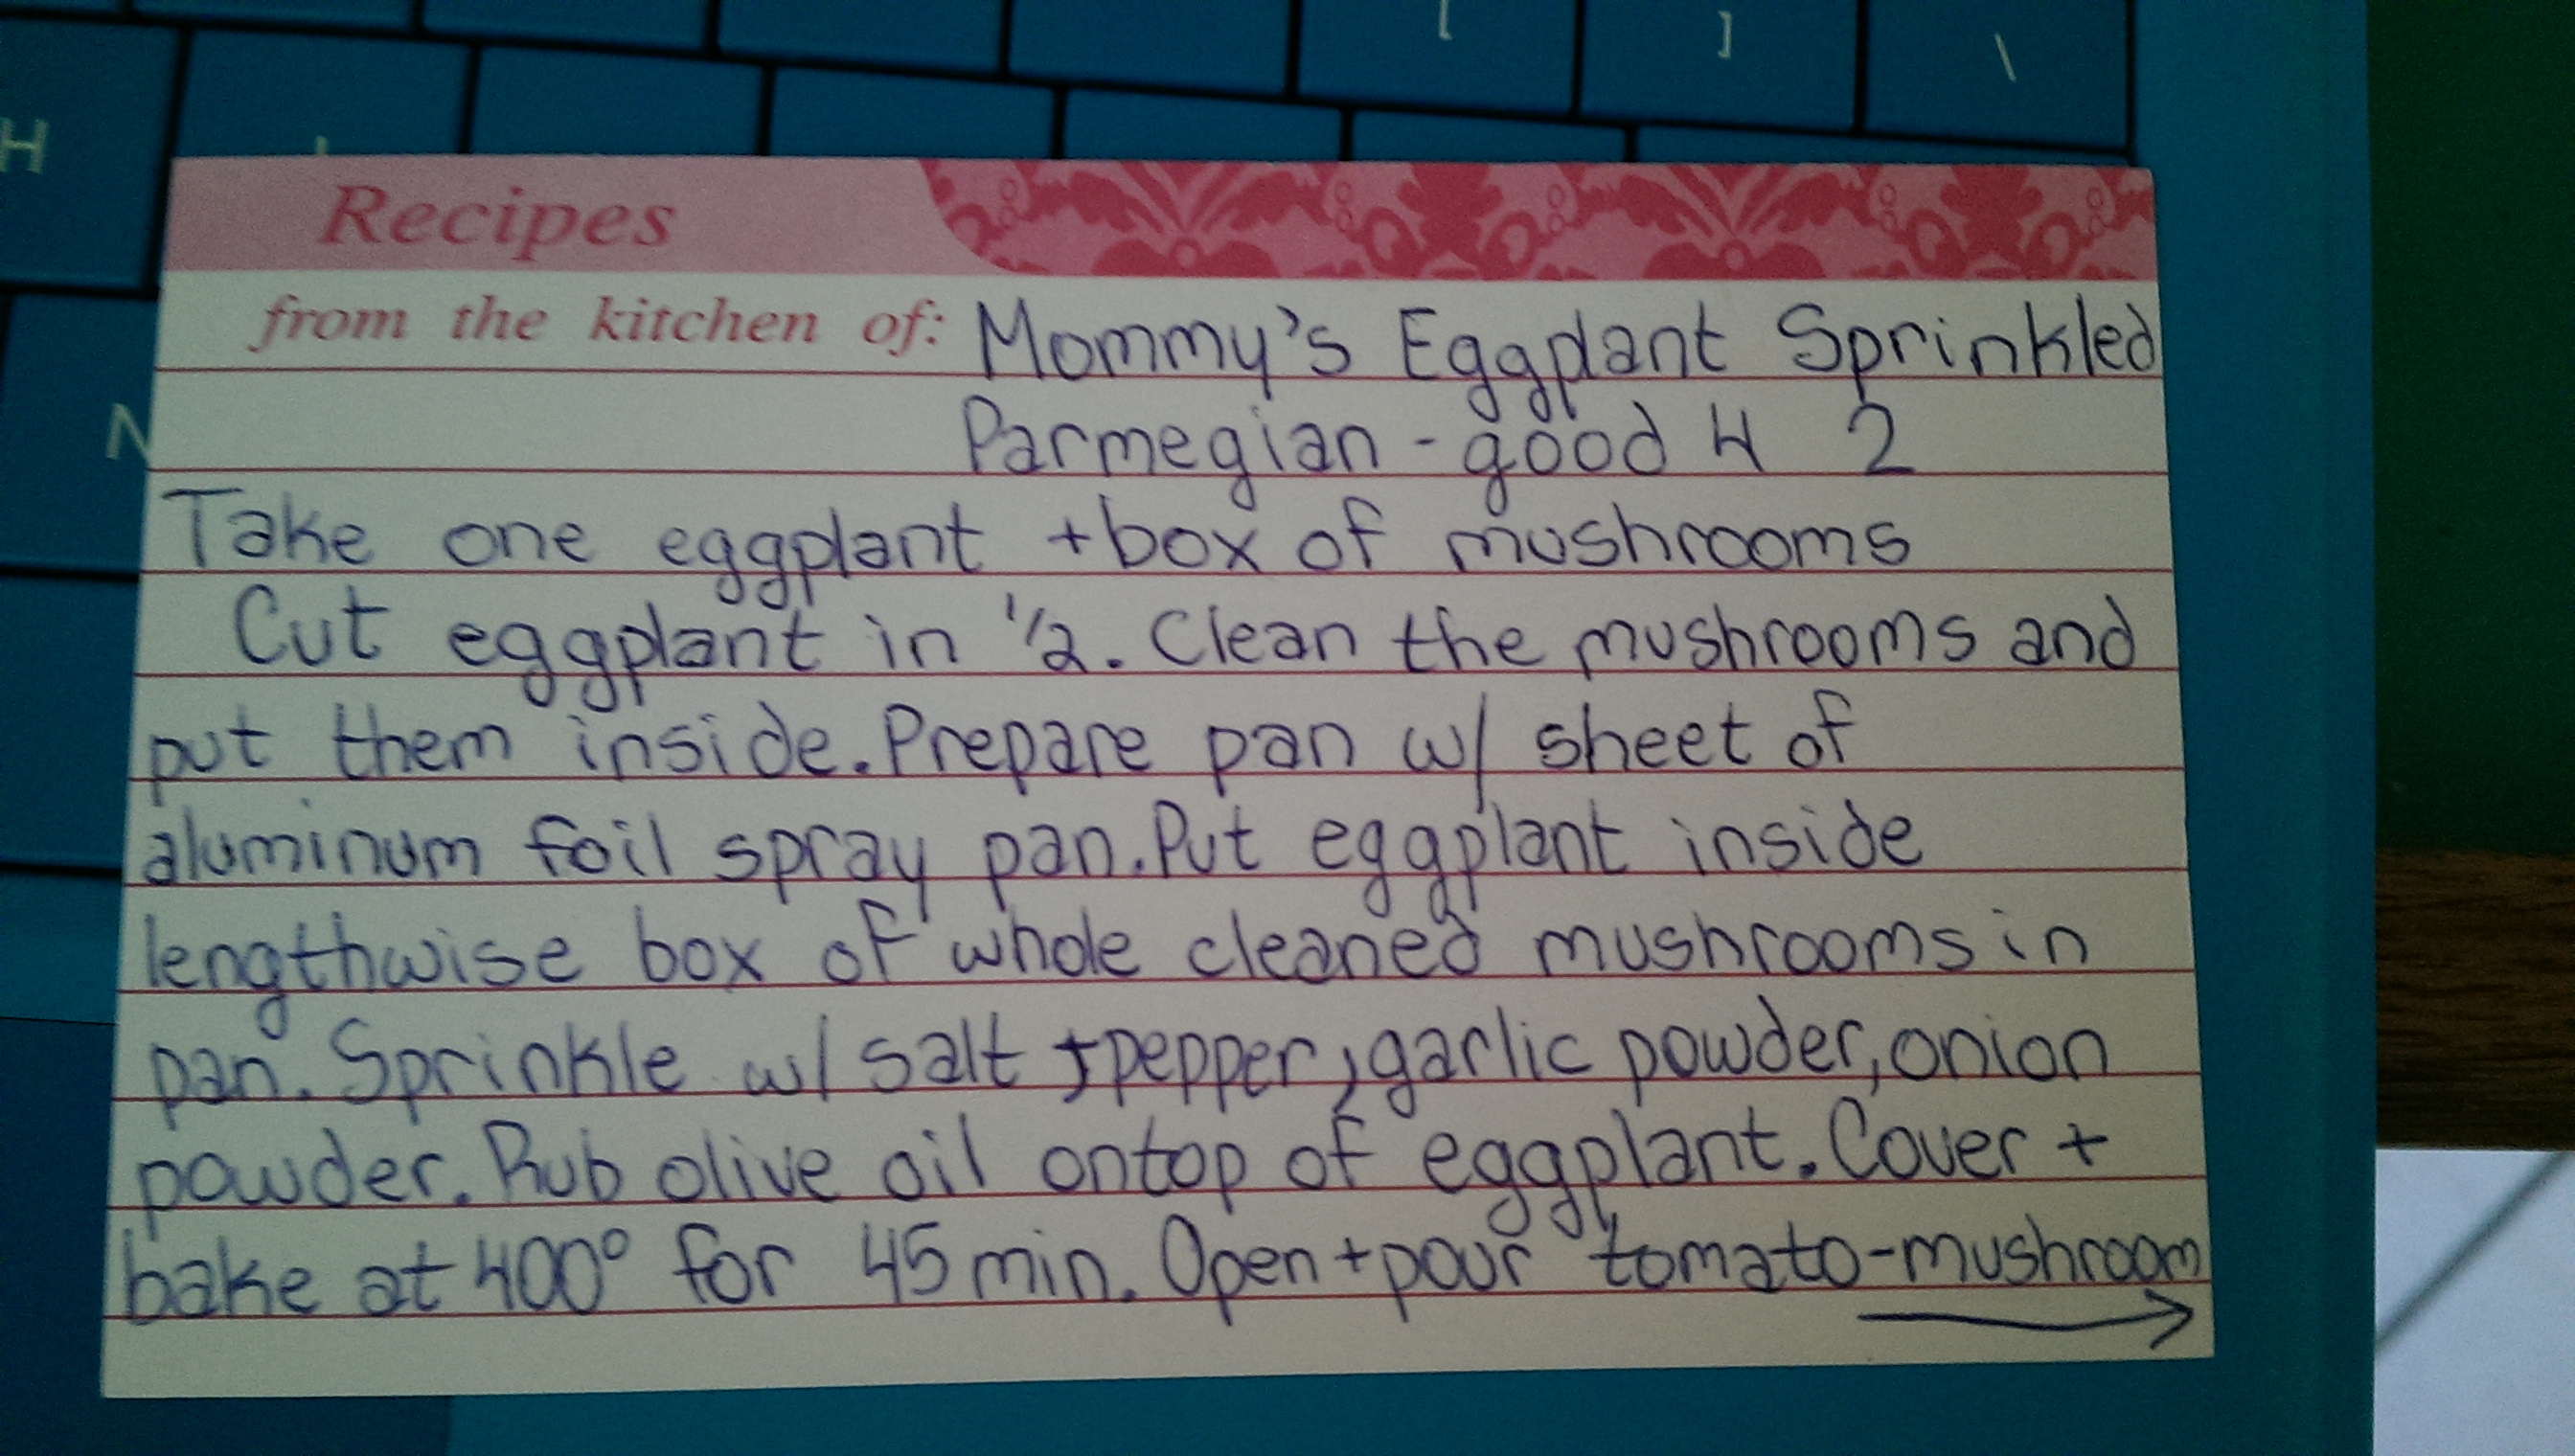 [ ] \
H
N
Recipes
from the kitchen of: Mommy's Eggplant Sprinkled
Parmegian - good 4 2
Take one eggplant + box of mushrooms
Cut eggplant in 1/2. Clean the mushrooms and
put them inside. Prepare pan w/ sheet of
aluminum foil spray pan. Put eggplant inside
lengthwise box of whole cleaned mushrooms in
pan. Sprinkle w/ salt + pepper, garlic powder, onion
powder. Rub olive oil ontop of eggplant. Cover +
bake at 400° for 45 min. Open + pour tomato-mushroom